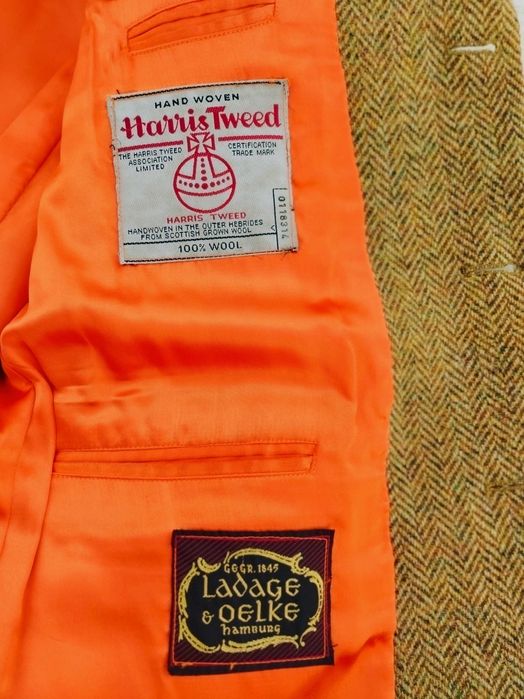 HAND WOVEN
Harris Tweed
THE HARRIS TWEED
ASSOCIATION
LIMITED
CERTIFICATION
TRADE MARK
HARRIS TWEED
HANDWOVEN IN THE OUTER HEBRIDES
FROM SCOTTISH GROWN WOOL
100% WOOL
0118314
GEGR. 1845
LADAGE
& OELKE
hamburg